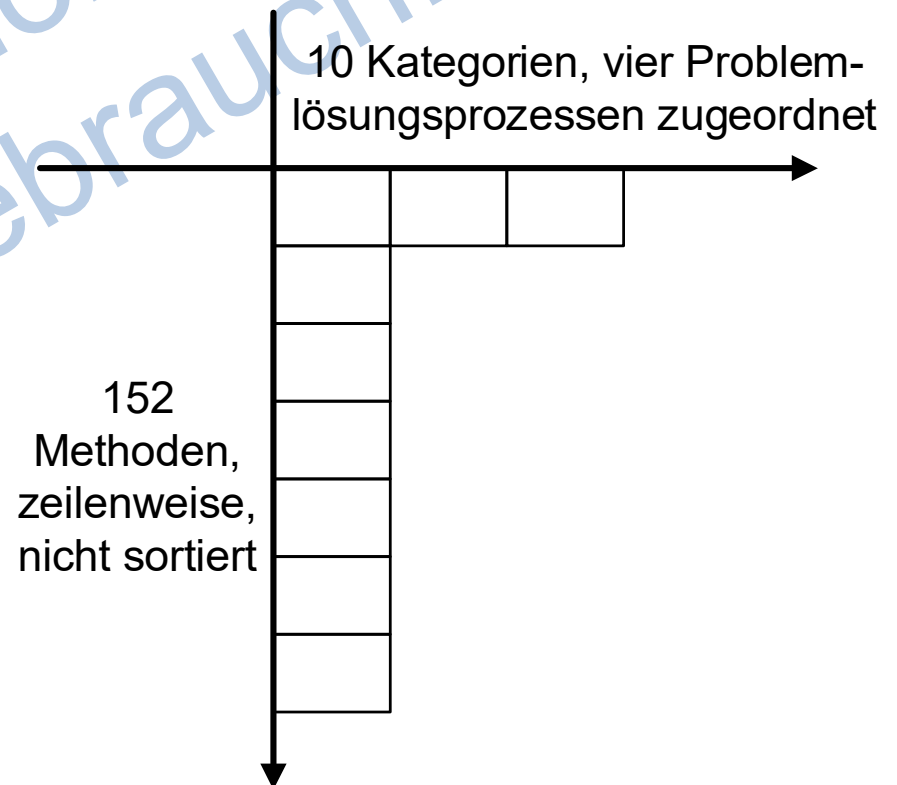 10 Kategorien, vier Problem-
lösungsprozessen zugeordnet
152
Methoden,
zeilenweise,
nicht sortiert